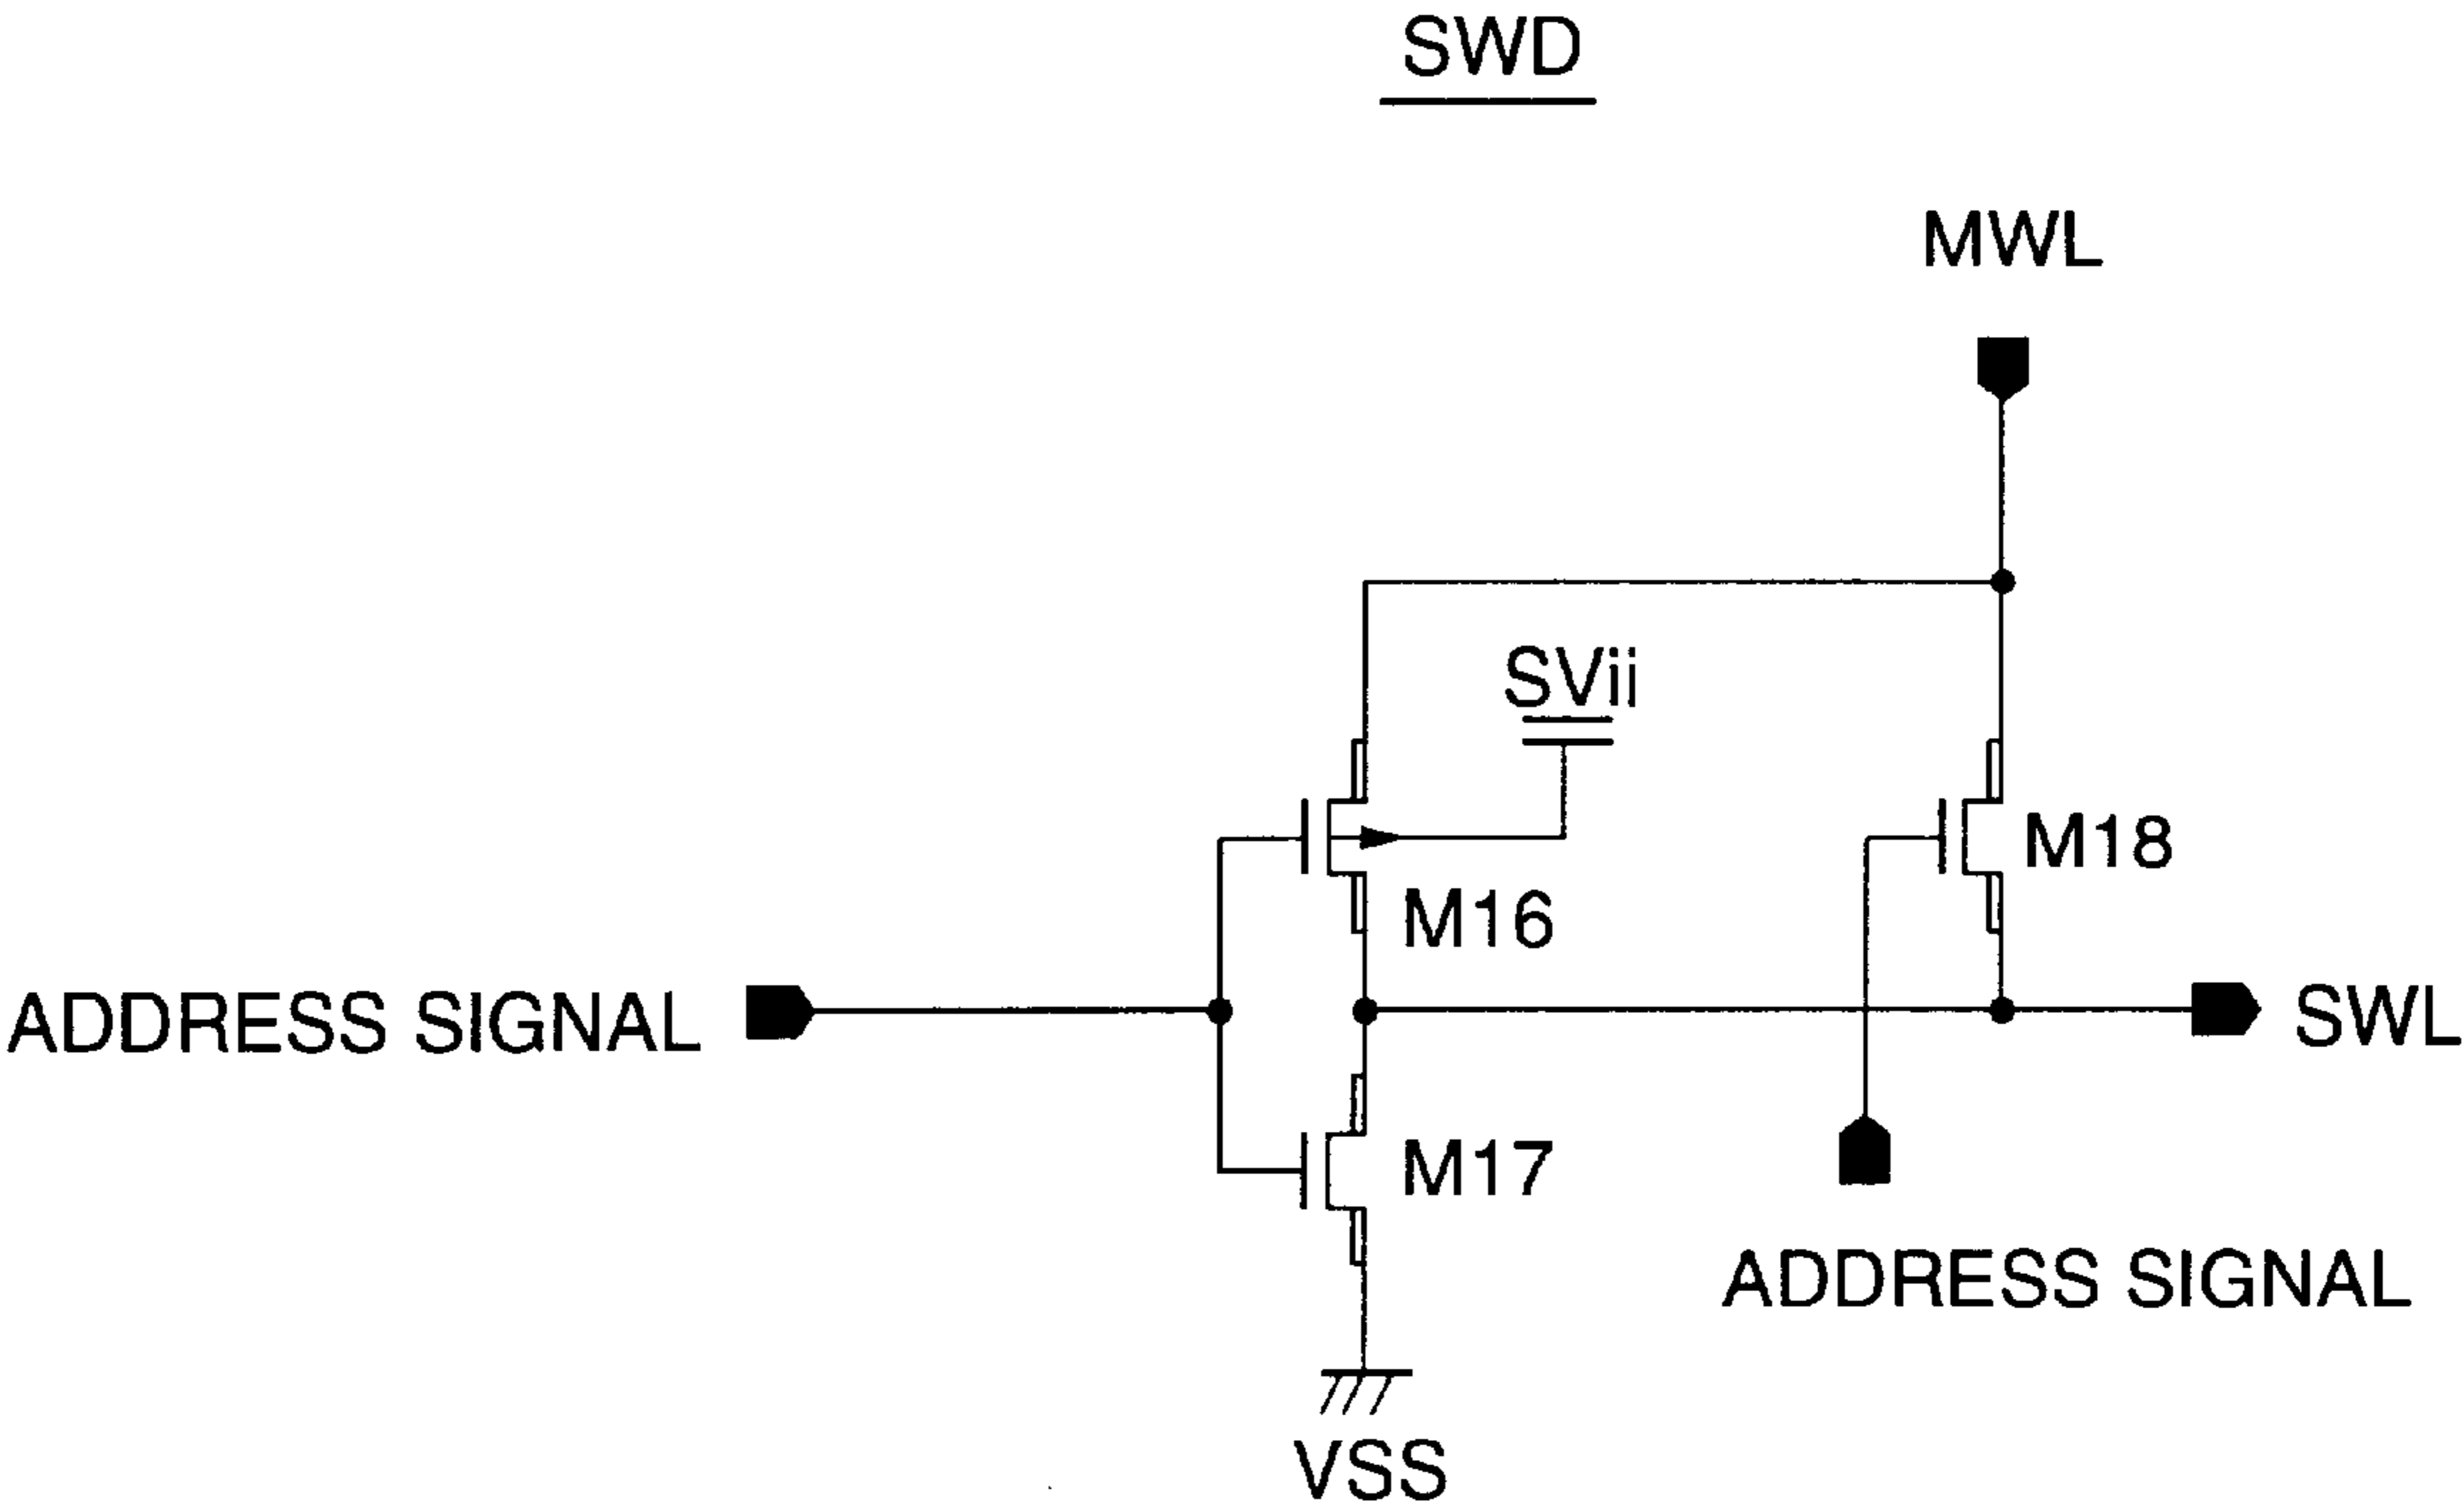 SWD
MWL
SVii
M18
M16
ADDRESS SIGNAL
SWL
M17
ADDRESS SIGNAL
VSS